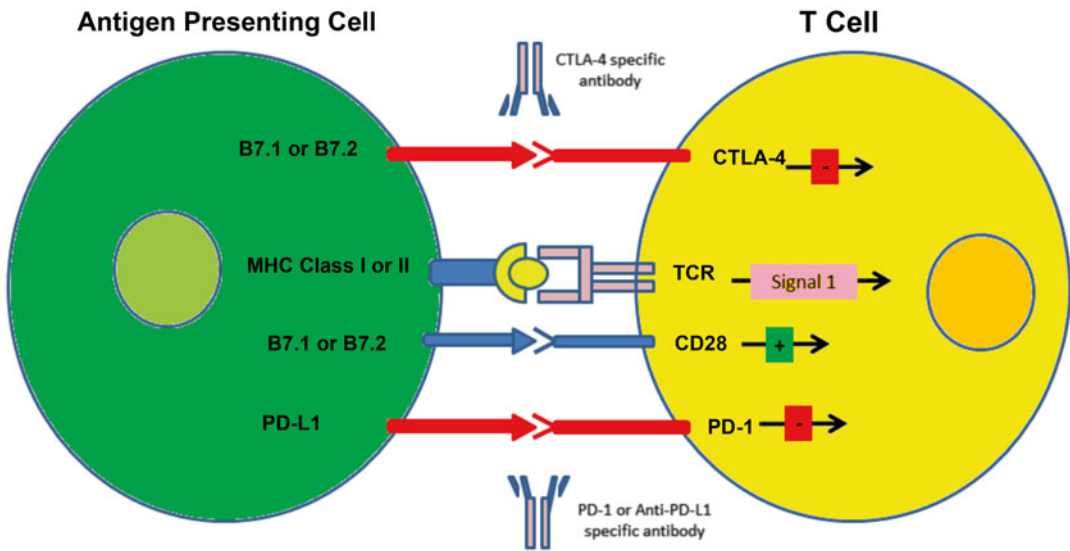 Antigen Presenting Cell
T Cell
CTLA-4 specific
antibody
B7.1 or B7.2
CTLA-4
-
MHC Class I or II
TCR
Signal 1
B7.1 or B7.2
CD28
+
PD-L1
PD-1
-
PD-1 or Anti-PD-L1
specific antibody